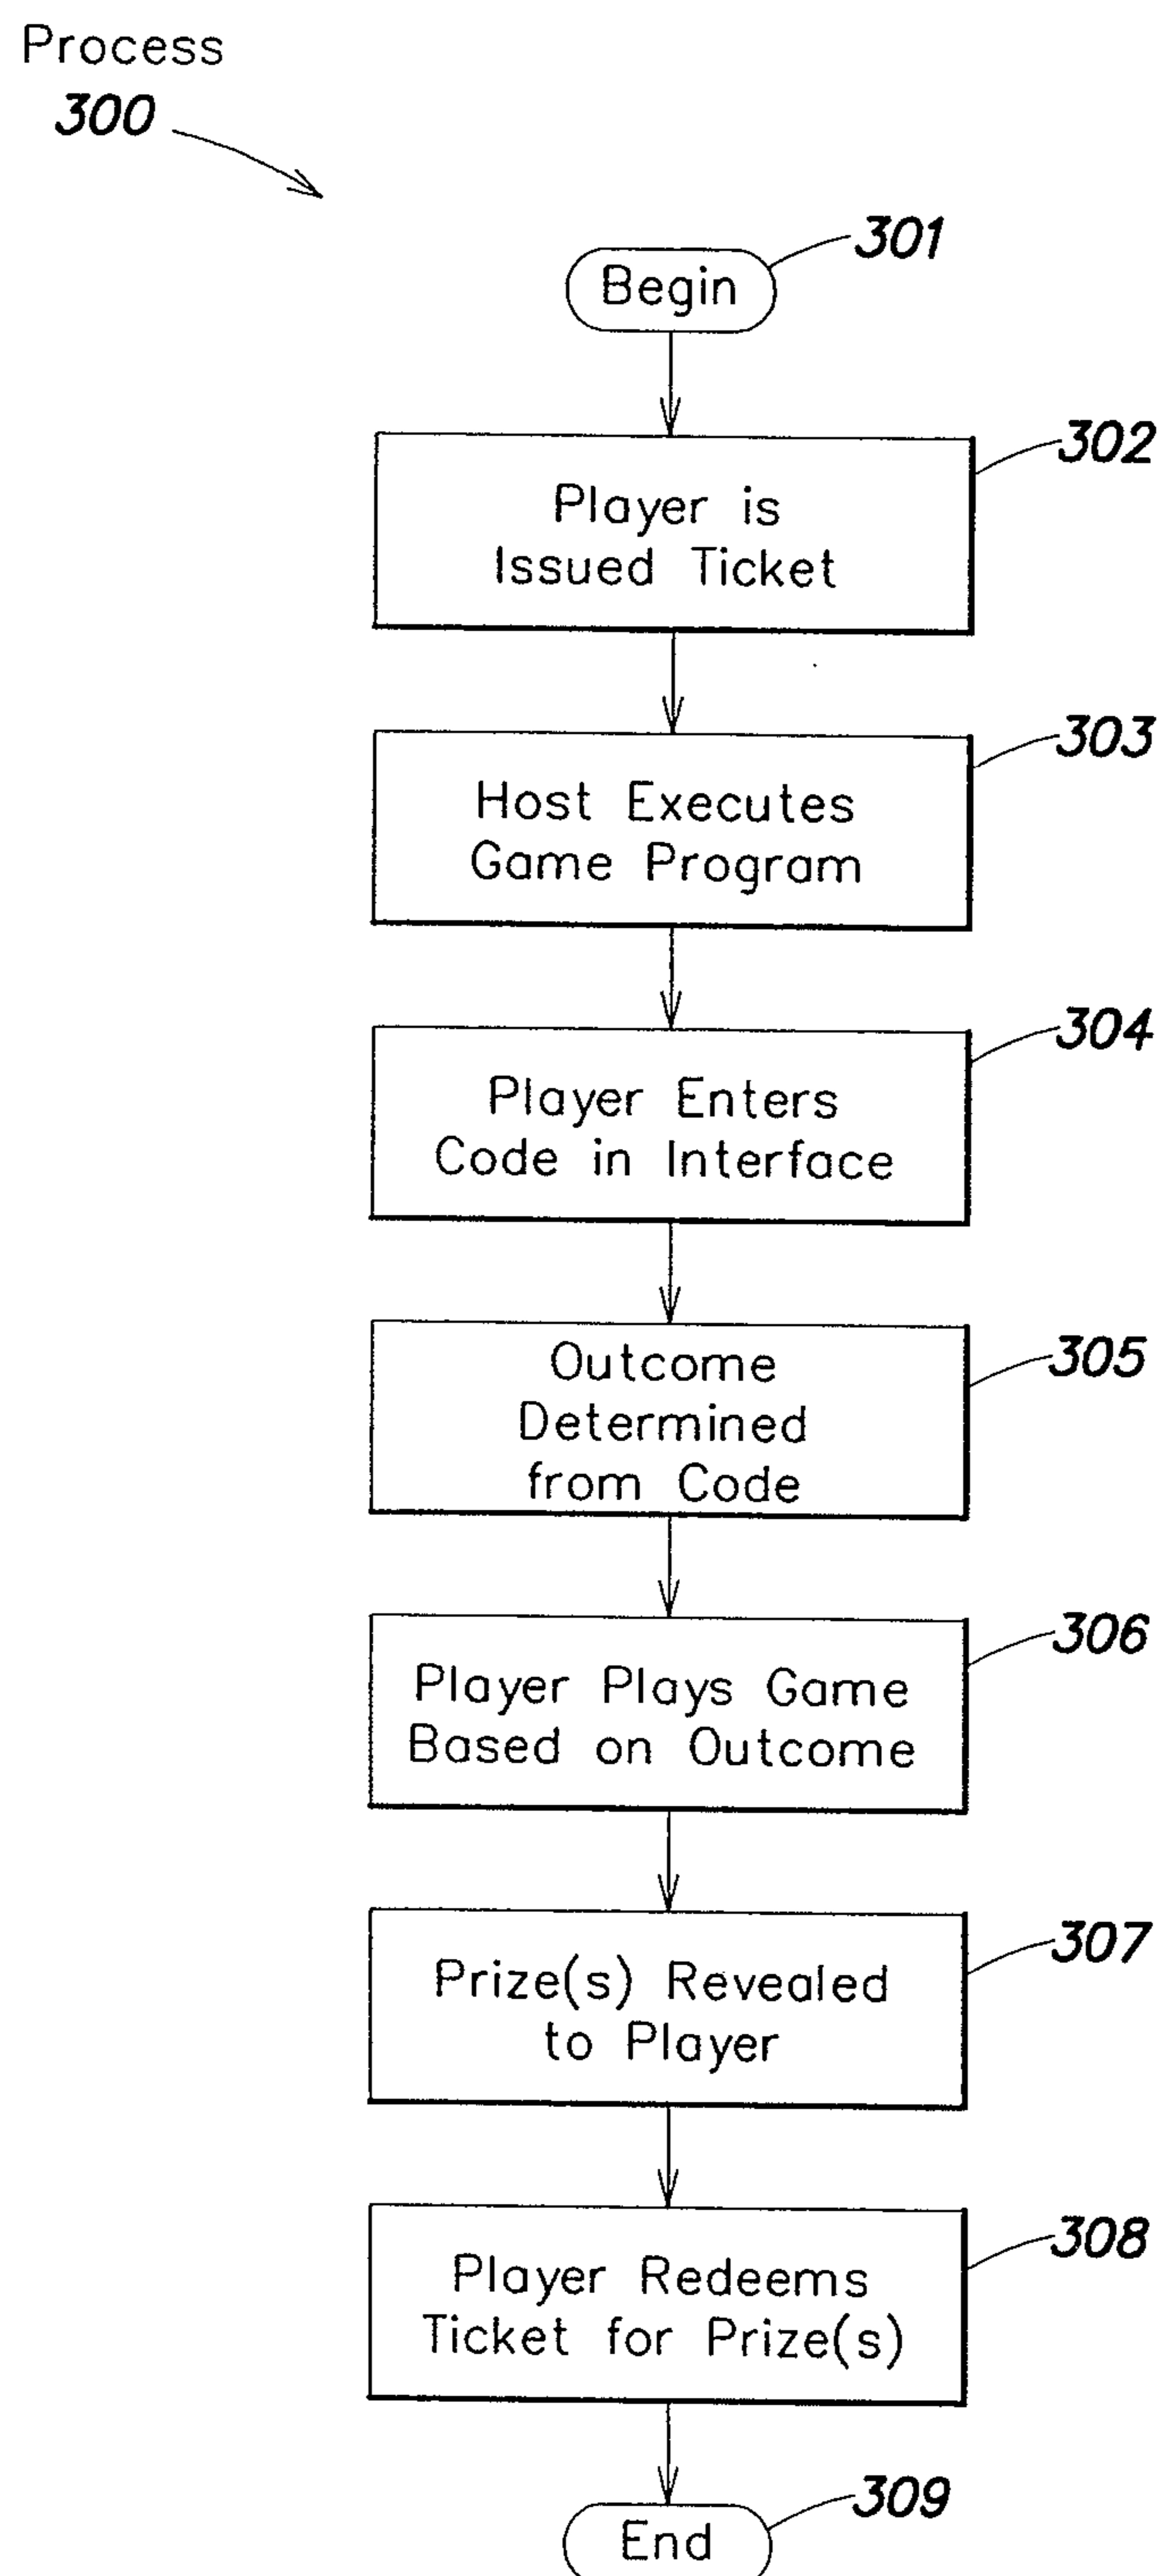 Process
300
301
Begin
302
Player is
Issued Ticket
303
Host Executes
Game Program
304
Player Enters
Code in Interface
305
Outcome
Determined
from Code
306
Player Plays Game
Based on Outcome
307
Prize(s) Revealed
to Player
308
Player Redeems
Ticket for Prize(s)
309
End